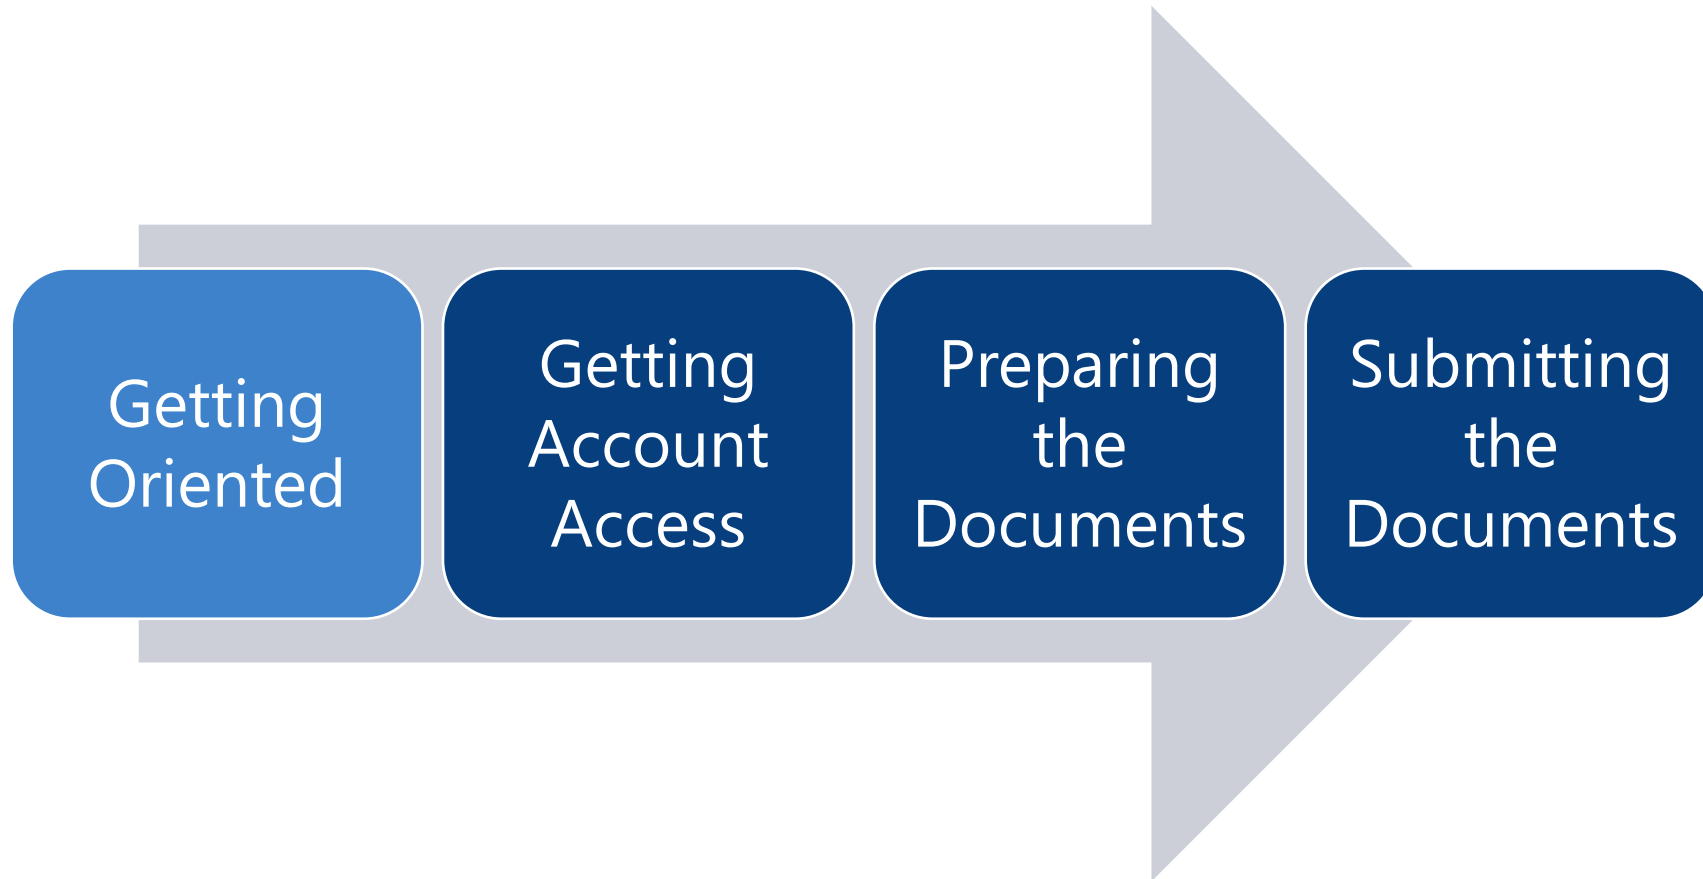 Getting
Oriented
Getting
Account
Access
Preparing
the
Documents
Submitting
the
Documents